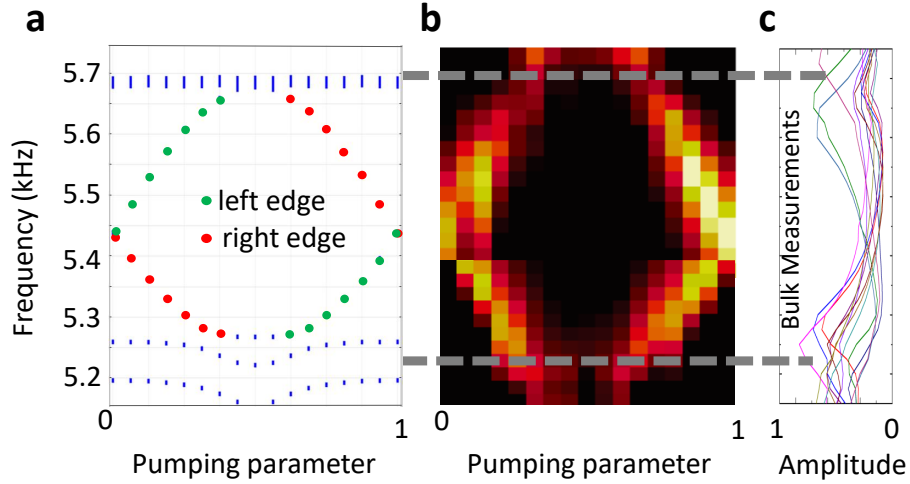 a
b
c
Frequency (kHz)
5.7
5.6
5.5
5.4
5.3
5.2
left edge
right edge
0
1
Pumping parameter
0
1
Pumping parameter
Bulk Measurements
1
0
Amplitude